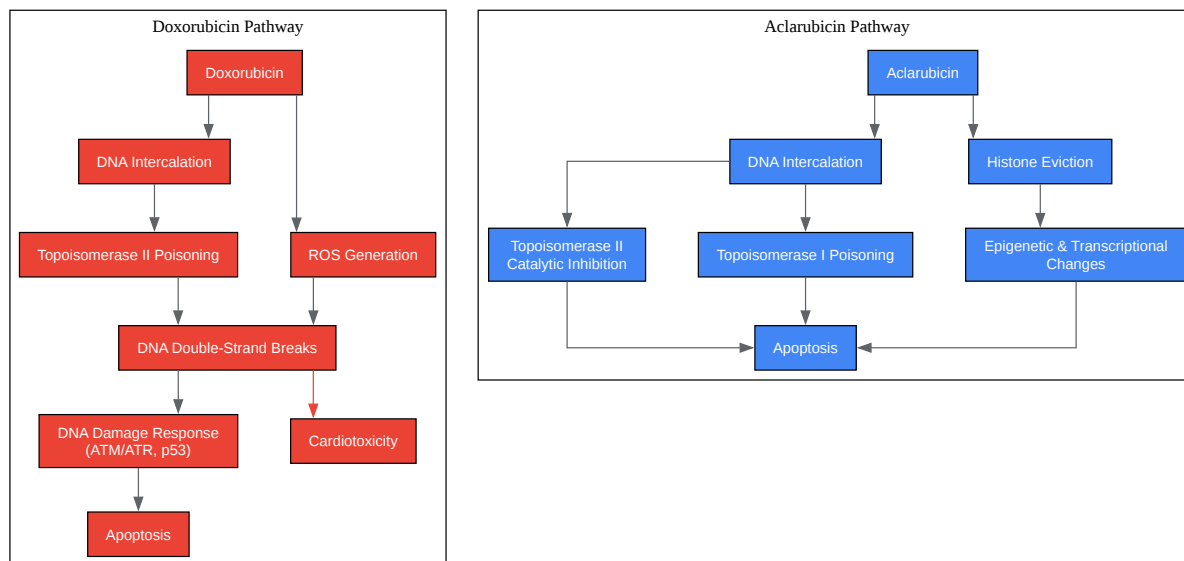 Doxorubicin Pathway
Doxorubicin
DNA Intercalation
Topoisomerase II Poisoning
ROS Generation
DNA Double-Strand Breaks
DNA Damage Response
(ATM/ATR, p53)
Cardiotoxicity
Apoptosis
Aclarubicin Pathway
Aclarubicin
DNA Intercalation
Histone Eviction
Topoisomerase II
Catalytic Inhibition
Topoisomerase I Poisoning
Epigenetic & Transcriptional
Changes
Apoptosis